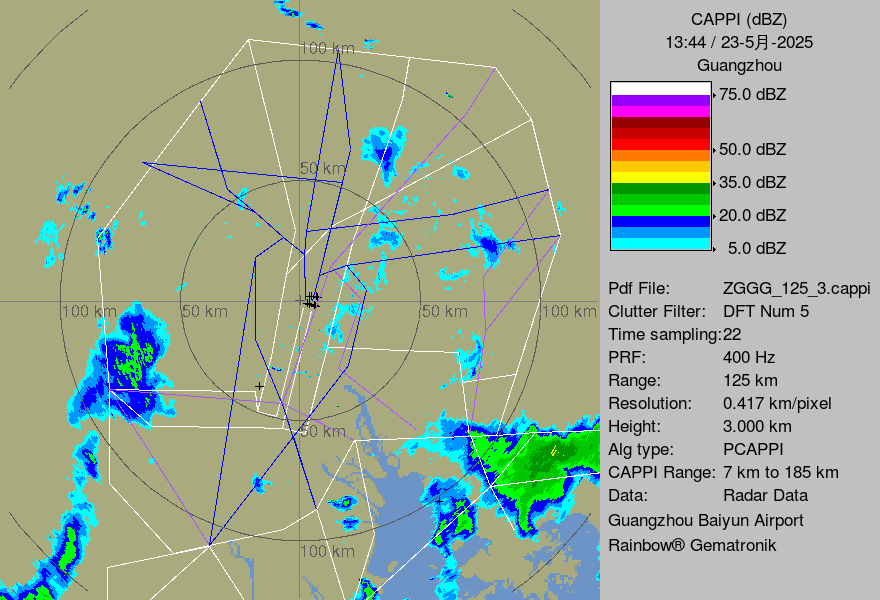 100 km
50 km
100 km
50 km
50 km
100 km
50 km
100 km
CAPPI (dBZ)
13:44 / 23-5月-2025
Guangzhou
75.0 dBZ
50.0 dBZ
35.0 dBZ
20.0 dBZ
5.0 dBZ
Pdf File: ZGGG_125_3.cappi
Clutter Filter: DFT Num 5
Time sampling:22
PRF: 400 Hz
Range: 125 km
Resolution: 0.417 km/pixel
Height: 3.000 km
Alg type: PCAPPI
CAPPI Range: 7 km to 185 km
Data: Radar Data
Guangzhou Baiyun Airport
Rainbow® Gematronik